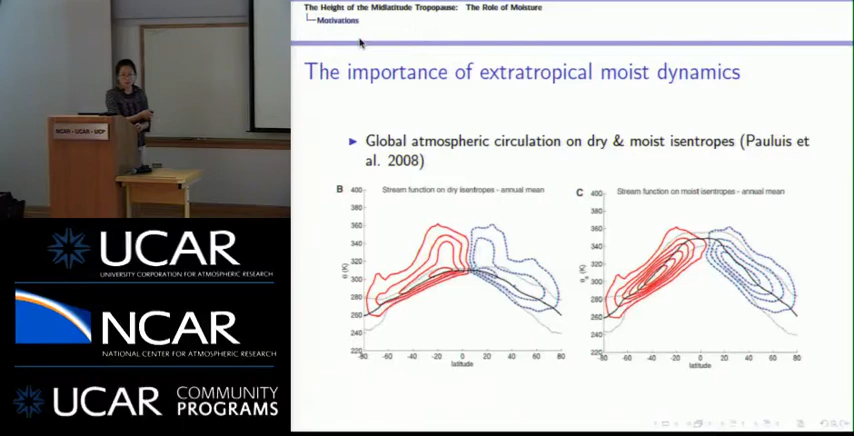 The Height of the Midlatitude Tropopause: The Role of Moisture
Motivations
The importance of extratropical moist dynamics
Global atmospheric circulation on dry & moist isentropes (Pauluis et
al. 2008)
B
Stream function on dry isentropes - annual mean
400
380
360
340
320
300
280
260
240
220
θ (K)
-80 -60 -40 -20 0 20 40 60 80
latitude
C
Stream function on moist isentropes - annual mean
400
380
360
340
320
300
280
260
240
220
-80 -60 -40 -20 0 20 40 60 80
latitude
NCAR - UCAR - UCP
UCAR
UNIVERSITY CORPORATION FOR ATMOSPHERIC RESEARCH
NCAR
NATIONAL CENTER FOR ATMOSPHERIC RESEARCH
UCAR
COMMUNITY
PROGRAMS